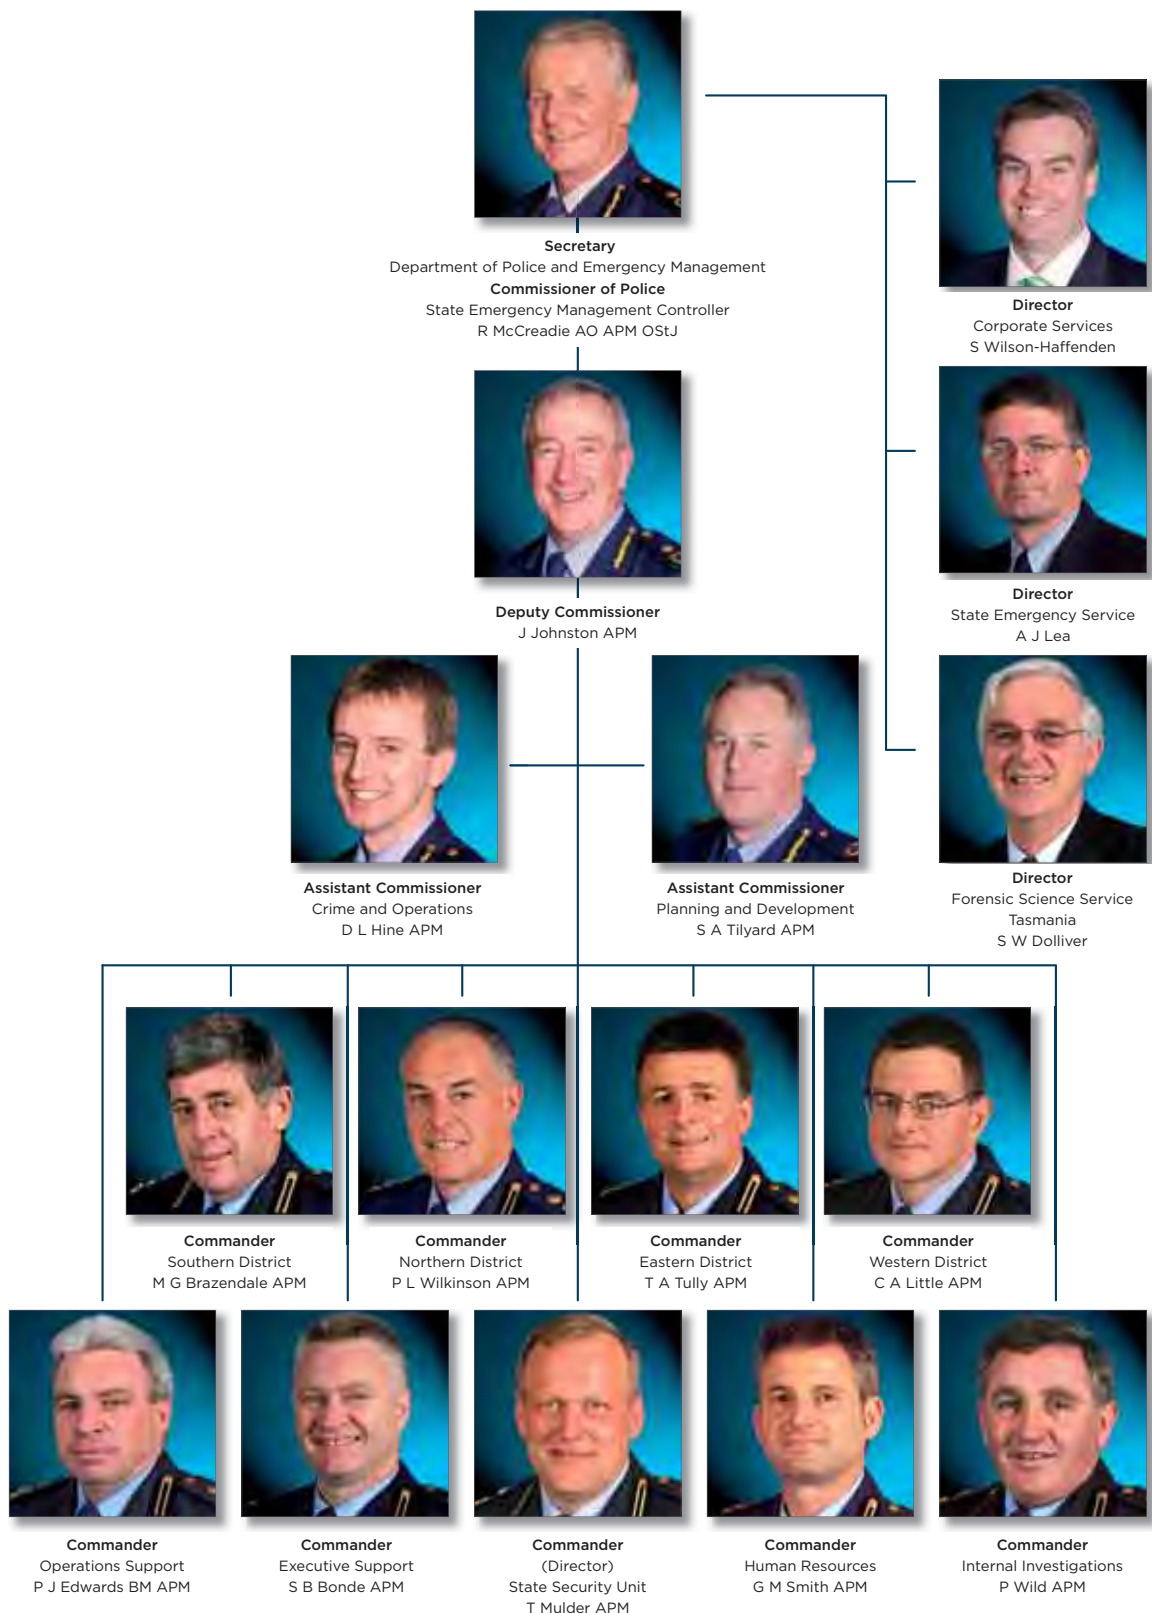 Secretary
Department of Police and Emergency Management
Commissioner of Police
State Emergency Management Controller
R McCreadie AO APM OStJ
Director
Corporate Services
S Wilson-Haffenden
Deputy Commissioner
J Johnston APM
Director
State Emergency Service
A J Lea
Assistant Commissioner
Crime and Operations
D L Hine APM
Assistant Commissioner
Planning and Development
S A Tilyard APM
Director
Forensic Science Service
Tasmania
S W Dolliver
Commander
Southern District
M G Brazendale APM
Commander
Northern District
P L Wilkinson APM
Commander
Eastern District
T A Tully APM
Commander
Western District
C A Little APM
Commander
Operations Support
P J Edwards BM APM
Commander
Executive Support
S B Bonde APM
Commander
(Director)
State Security Unit
T Mulder APM
Commander
Human Resources
G M Smith APM
Commander
Internal Investigations
P Wild APM